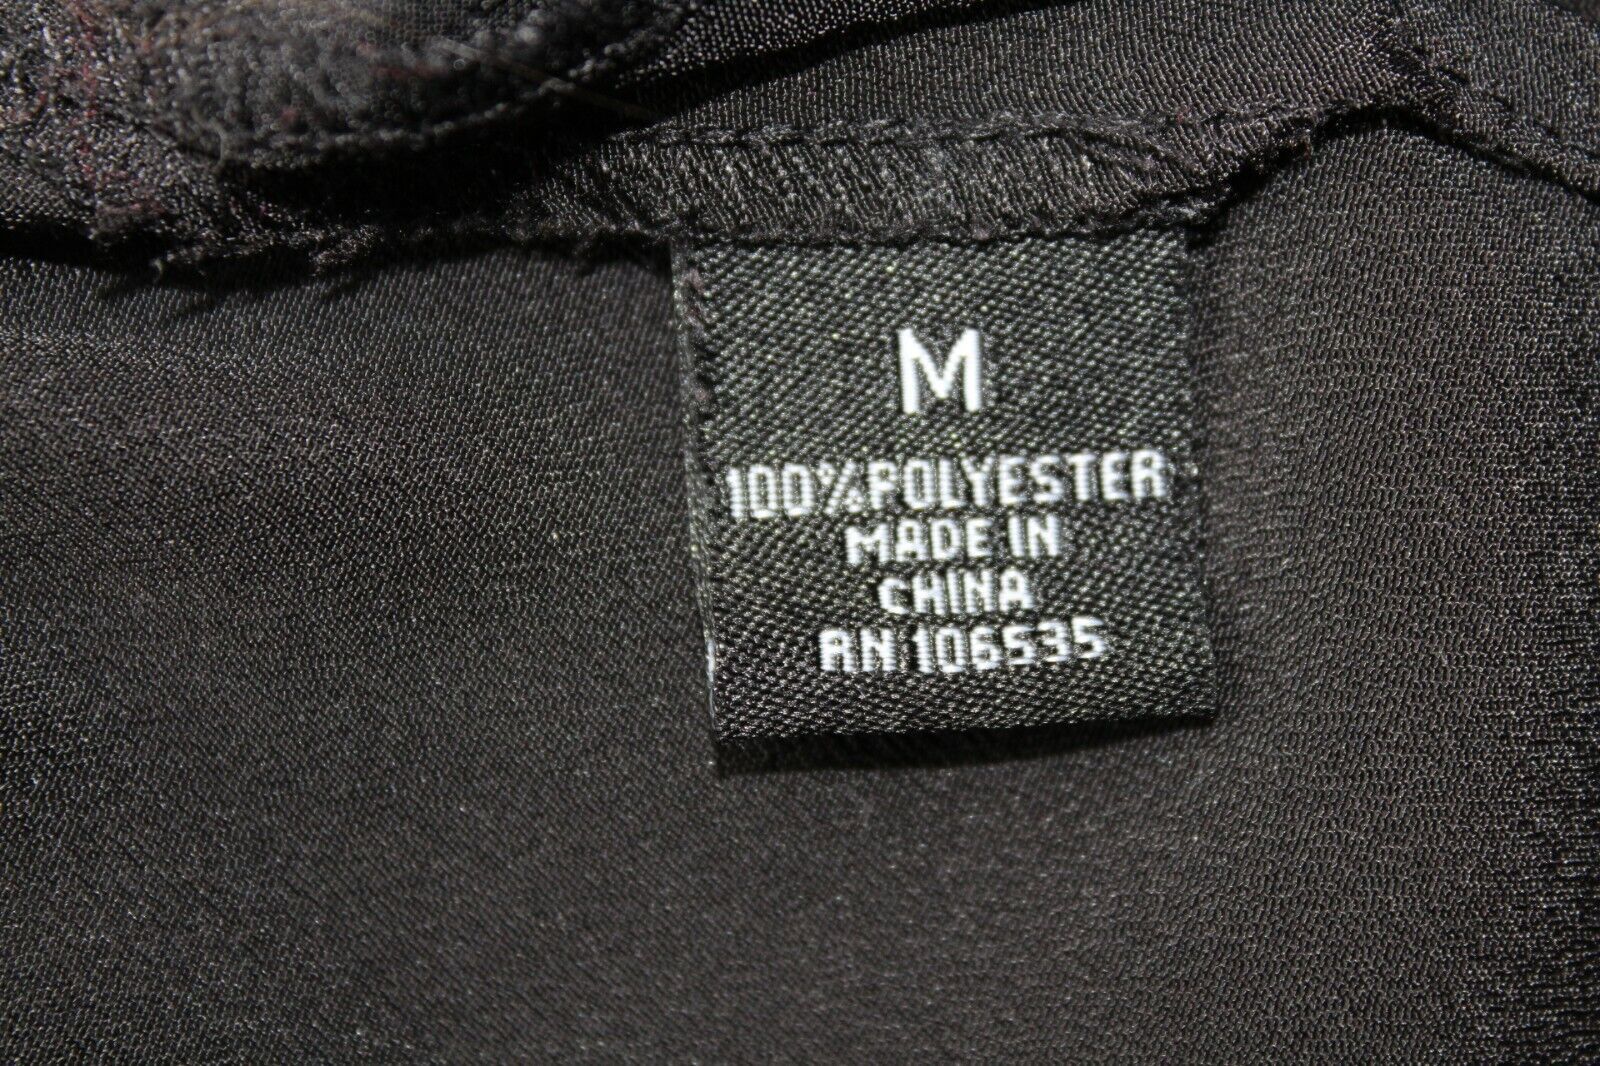 M
100%POLYESTER
MADE IN
CHINA
RN 106535